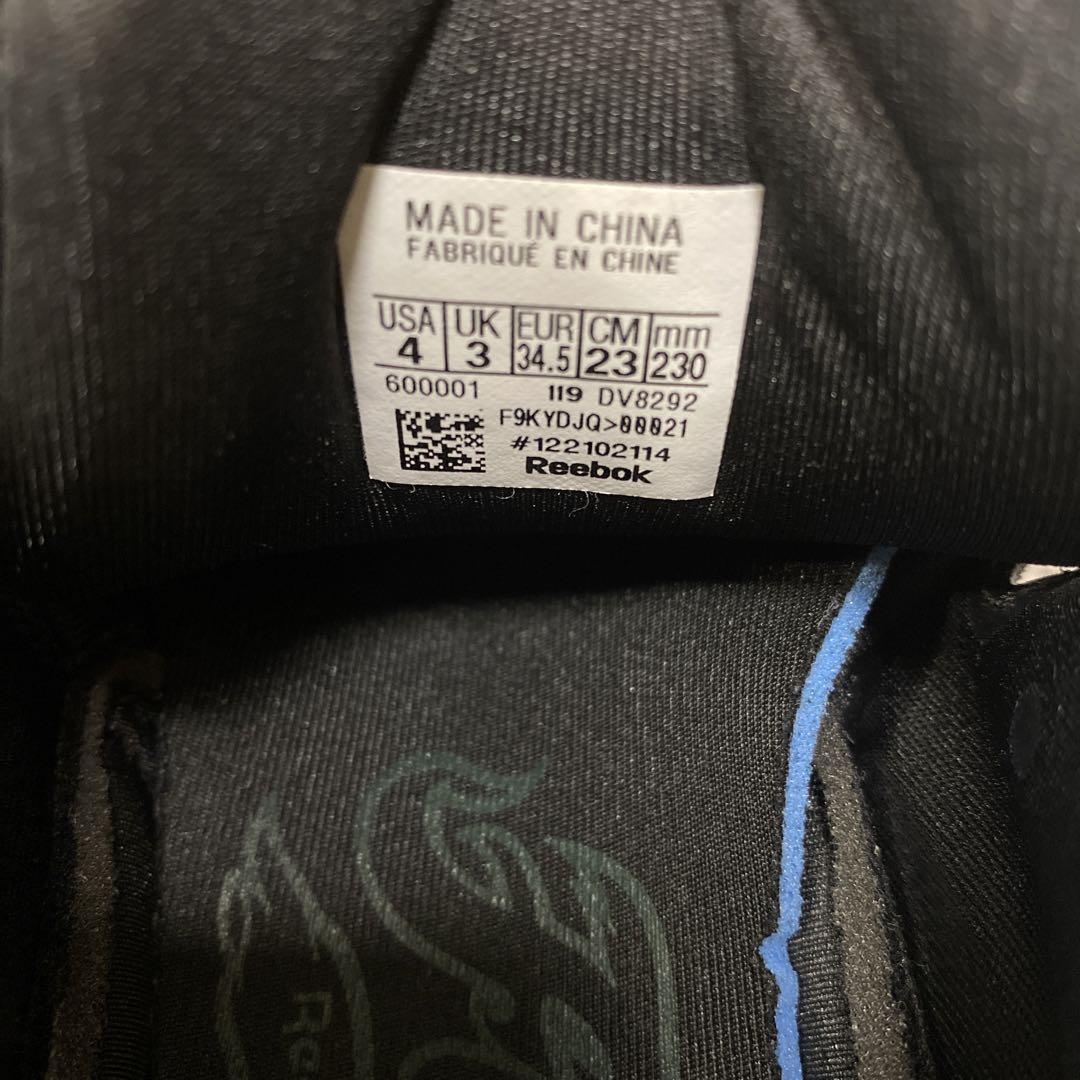 MADE IN CHINA
FABRIQUÉ EN CHINE
USA UK EUR CM mm
4 3 34.5 23 230
600001 119 DV8292
F9KYDJQ>00021
#122102114
Reebok